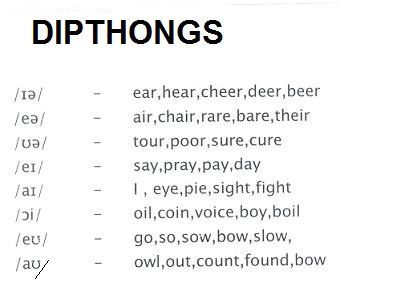 DIPTHONGS
/ɪə/ - ear,hear,cheer,deer,beer
/eə/ - air,chair,rare,bare,their
/ʊə/ - tour,poor,sure,cure
/eɪ/ - say,pray,pay,day
/aɪ/ - I , eye,pie,sight,fight
/ɔi/ - oil,coin,voice,boy,boil
/eʊ/ - go,so,sow,bow,slow,
/aʊ/ - owl,out,count,found,bow